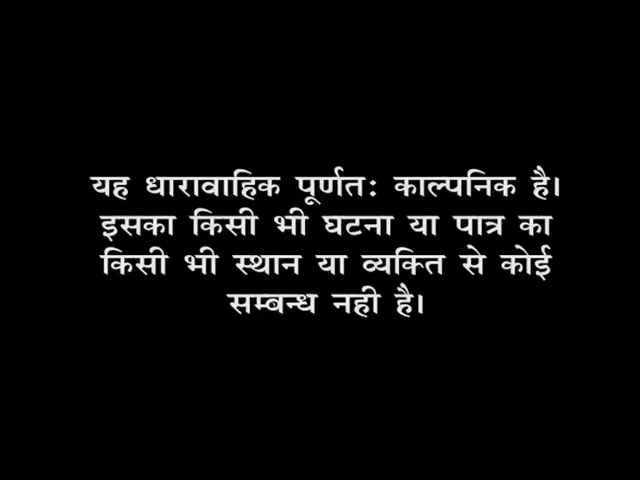 यह धारावाहिक पूर्णतः काल्पनिक है।
इसका किसी भी घटना या पात्र का
किसी भी स्थान या व्यक्ति से कोई
सम्बन्ध नही है।